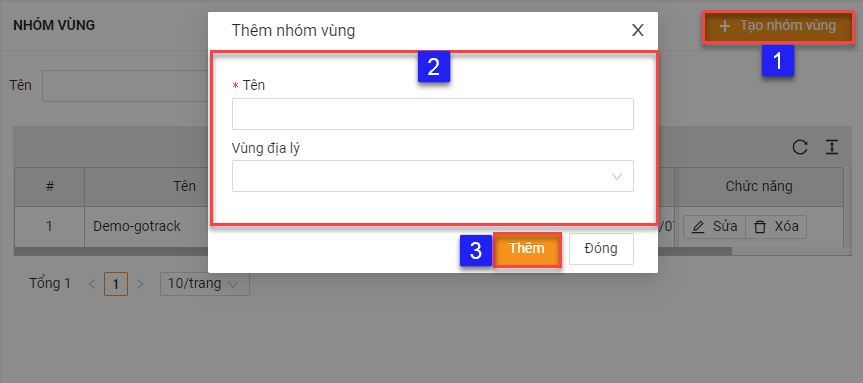 NHÓM VÙNG
Thêm nhóm vùng
X
+ Tạo nhóm vùng
1
2
Tên
* Tên
Vùng địa lý
# Tên Chức năng
1 Demo-gotrack /07 Sửa Xóa
3 Thêm Đóng
Tổng 1 < 1 > 10/trang